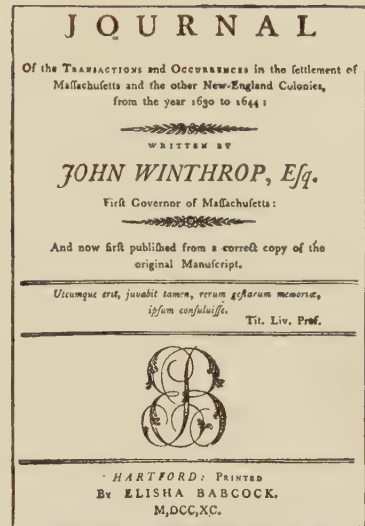 JOURNAL
Of the TRANSACTIONS and OCCURRENCES in the ſettlement of
Maſſachuſetts and the other New-England Colonies,
from the year 1630 to 1644:
WRITTEN BY
JOHN WINTHROP, Eſq.
Firſt Governor of Maſſachuſetts:
And now firſt publiſhed from a correct copy of the
original Manuſcript.
Utcumque erit, juvabit tamen, rerum geſtarum memoriæ,
ipſum conſuluiſſe.
Tit. Liv. Præf.
EB
HARTFORD: PRINTED
BY ELISHA BABCOCK.
M,DCC,XC.